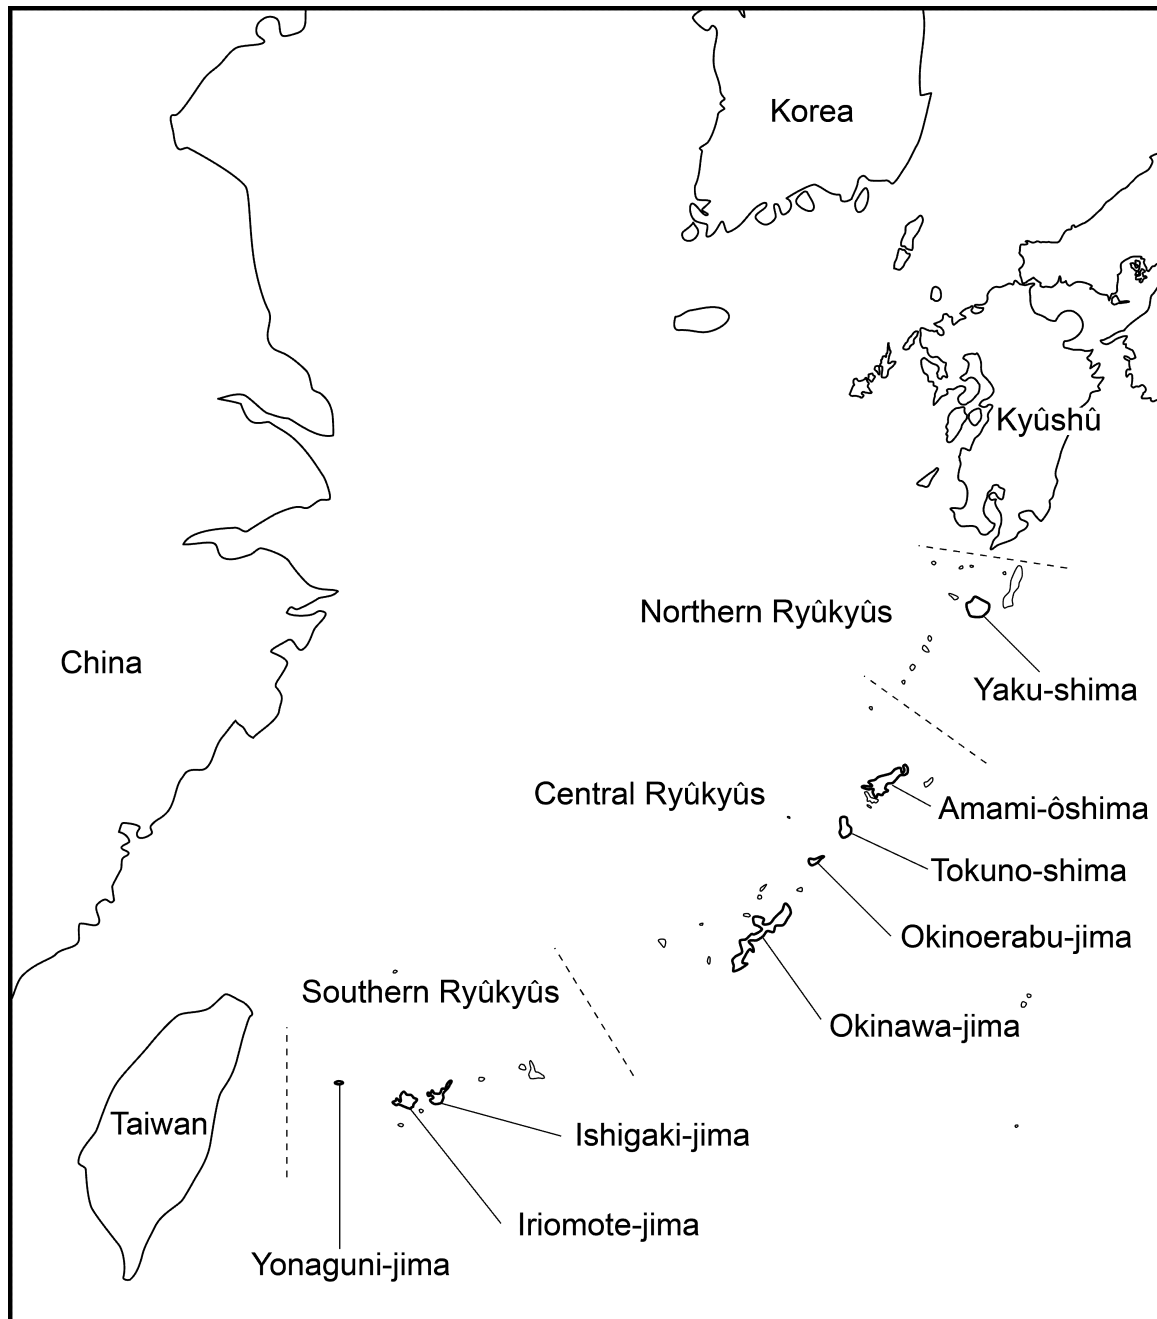 Korea
Kyûshû
Northern Ryûkyûs
China
Yaku-shima
Central Ryûkyûs
Amami-ôshima
Tokuno-shima
Okinoerabu-jima
Southern Ryûkyûs
Okinawa-jima
Taiwan
Ishigaki-jima
Iriomote-jima
Yonaguni-jima